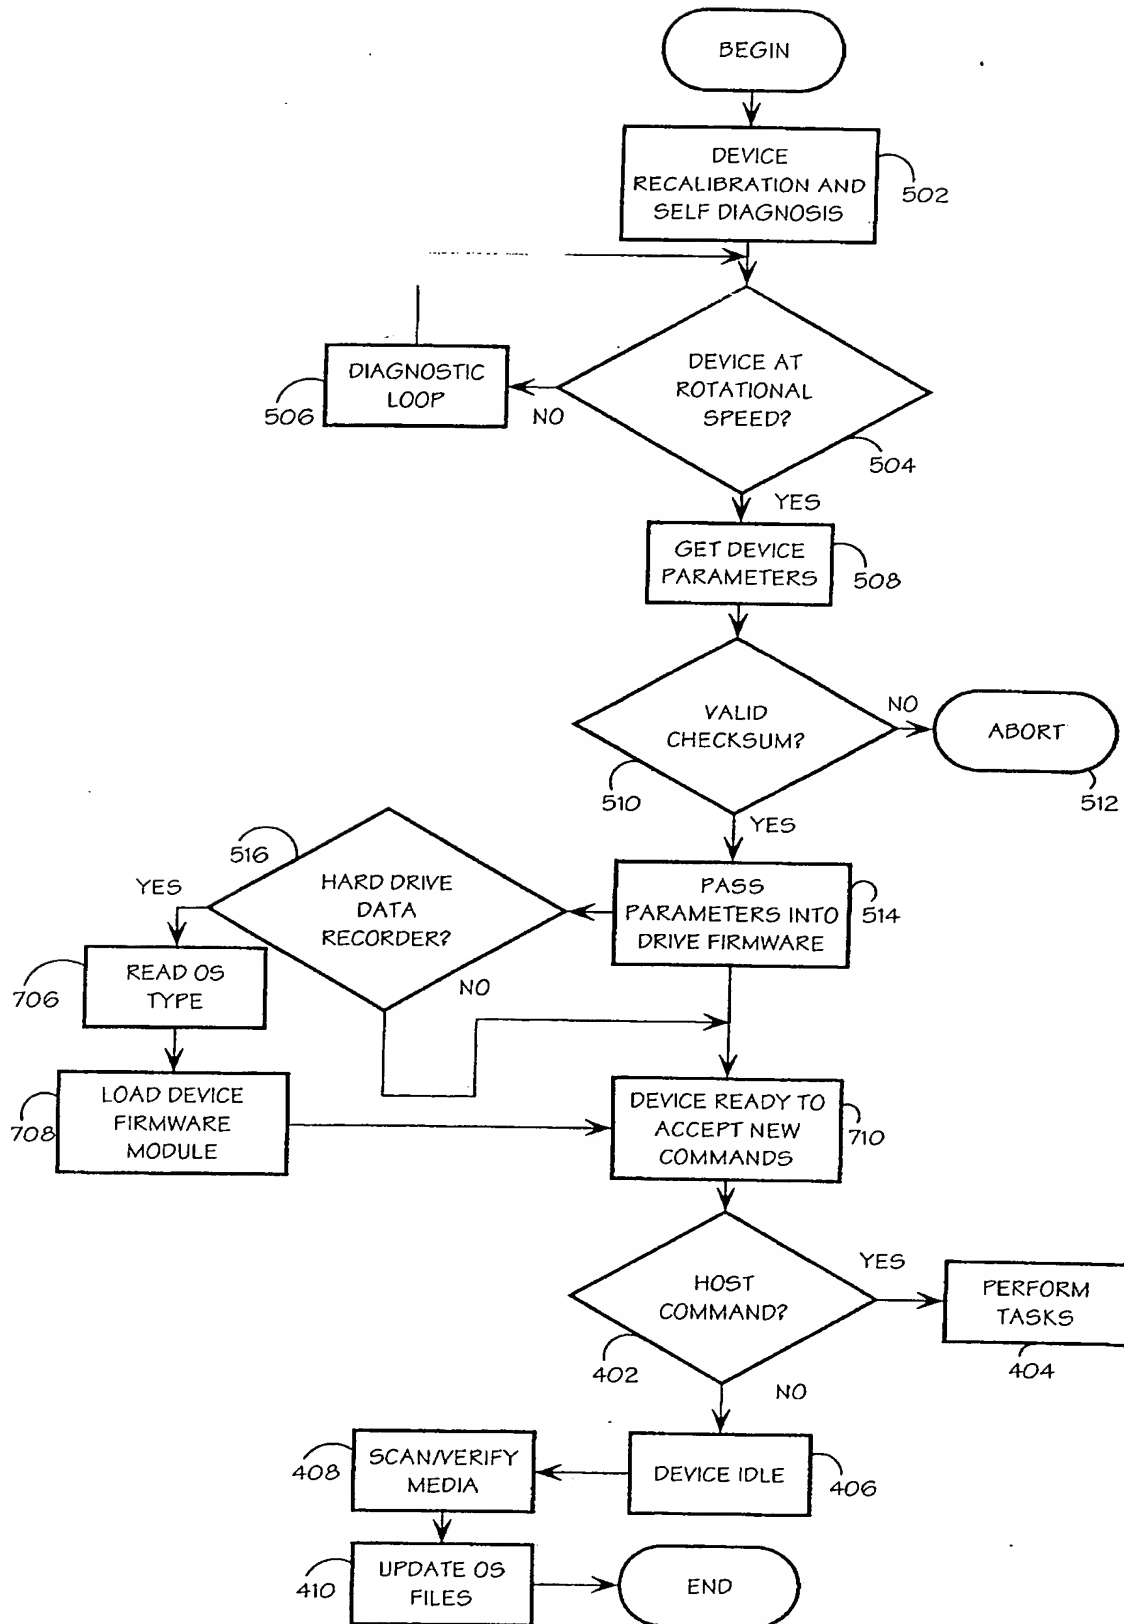 BEGIN
DEVICE
RECALIBRATION AND
SELF DIAGNOSIS
502
DEVICE AT
ROTATIONAL
SPEED?
504
DIAGNOSTIC
LOOP
506
NO
YES
GET DEVICE
PARAMETERS
508
VALID
CHECKSUM?
510
NO
ABORT
512
YES
PASS
PARAMETERS INTO
DRIVE FIRMWARE
514
516
HARD DRIVE
DATA
RECORDER?
YES
NO
READ OS
TYPE
706
LOAD DEVICE
FIRMWARE
MODULE
708
DEVICE READY TO
ACCEPT NEW
COMMANDS
710
HOST
COMMAND?
402
YES
PERFORM
TASKS
404
NO
DEVICE IDLE
406
SCAN/VERIFY
MEDIA
408
UPDATE OS
FILES
410
END